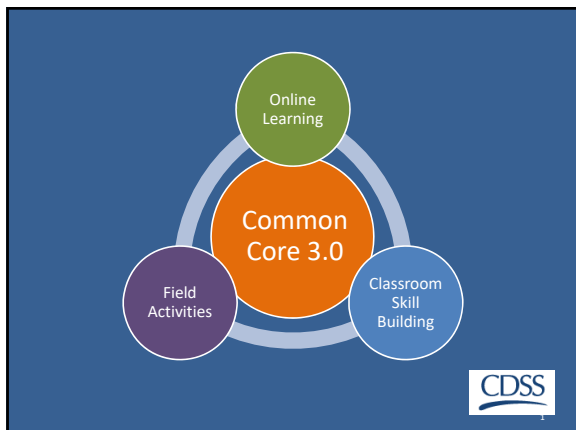 Online
Learning
Common
Core 3.0
Field
Activities
Classroom
Skill
Building
CDSS
1